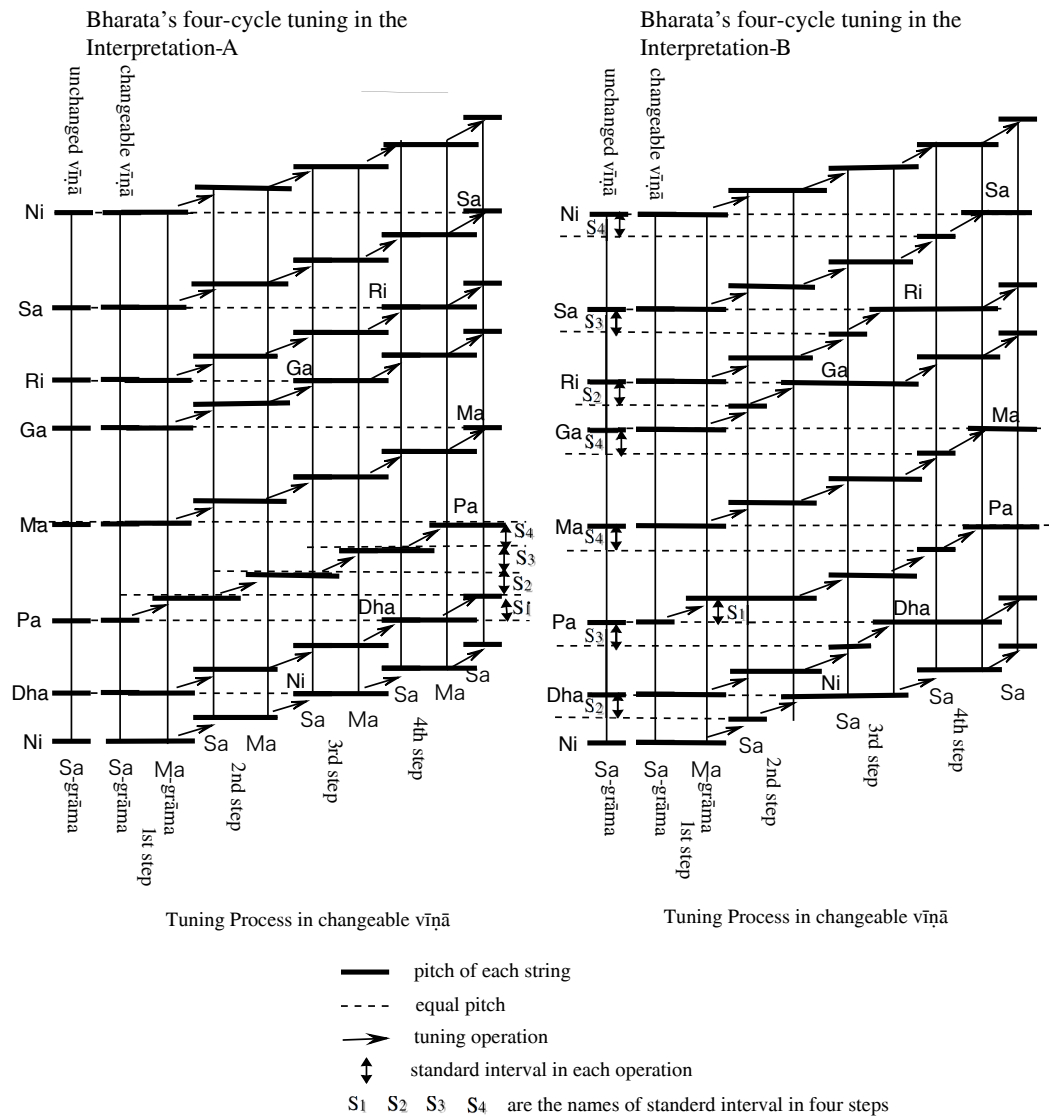 Bharata's four-cycle tuning in the
Interpretation-A
unchanged vīṇā
changeable vīṇā
Ni
Sa
Ri
Ga
Ma
Pa
Dha
Ni
Sa
Ri
Ga
Ma
Pa
S4
S3
S2
S1
Dha
Ni
Sa
Ma
Sa
Ma
Sa
Ma
Sa
Sa-grāma
Sa-grāma
Ma-grāma
1st step
2nd step
3rd step
4th step
Tuning Process in changeable vīṇā
Bharata's four-cycle tuning in the
Interpretation-B
unchanged vīṇā
changeable vīṇā
Ni
S4
Sa
S3
Ri
S2
Ga
S4
Ma
S4
Pa
S3
Dha
S2
Ni
Sa
Ri
Ga
Ma
Pa
S1
Dha
Ni
Sa
Sa
Sa
Sa
Sa-grāma
Sa-grāma
Ma-grāma
1st step
2nd step
3rd step
4th step
Tuning Process in changeable vīṇā
pitch of each string
equal pitch
tuning operation
standard interval in each operation
S1 S2 S3 S4 are the names of standerd interval in four steps